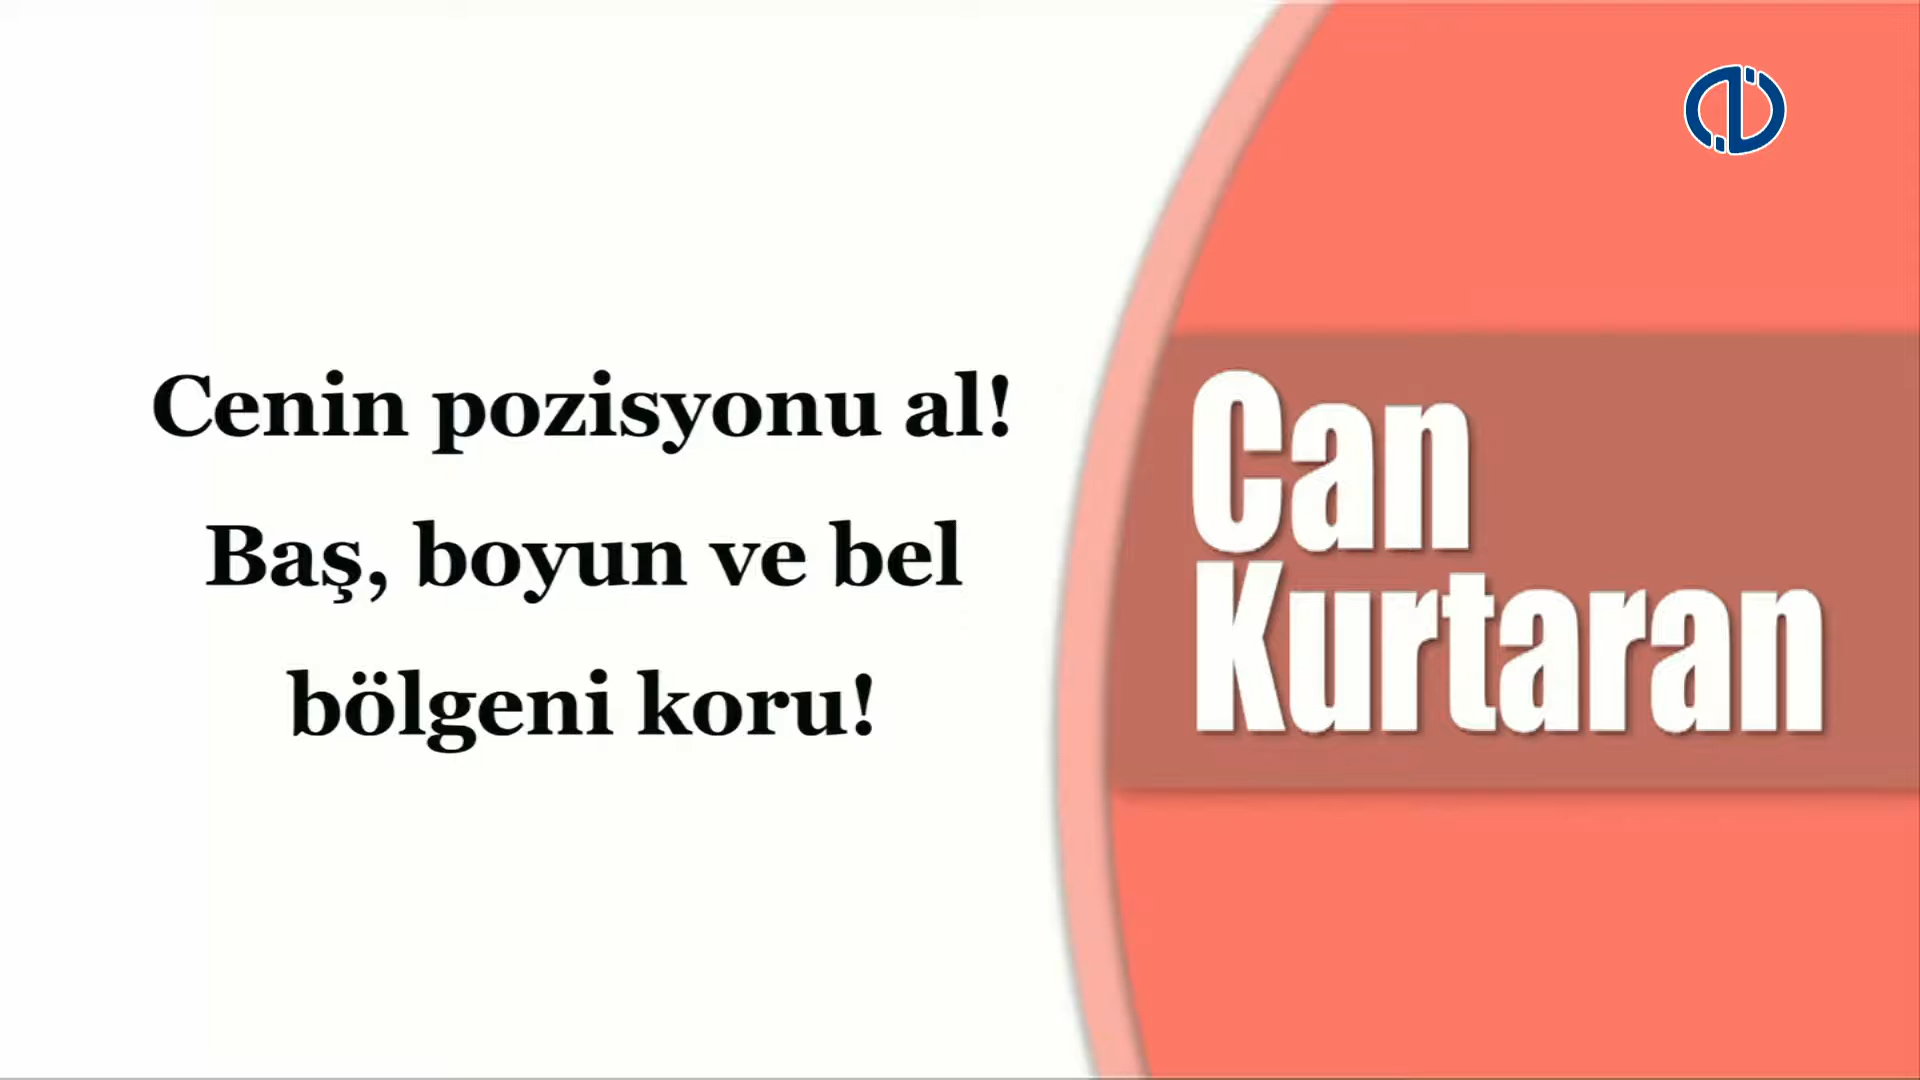 Cenin pozisyonu al!
Baş, boyun ve bel
bölgeni koru!
Can
Kurtaran